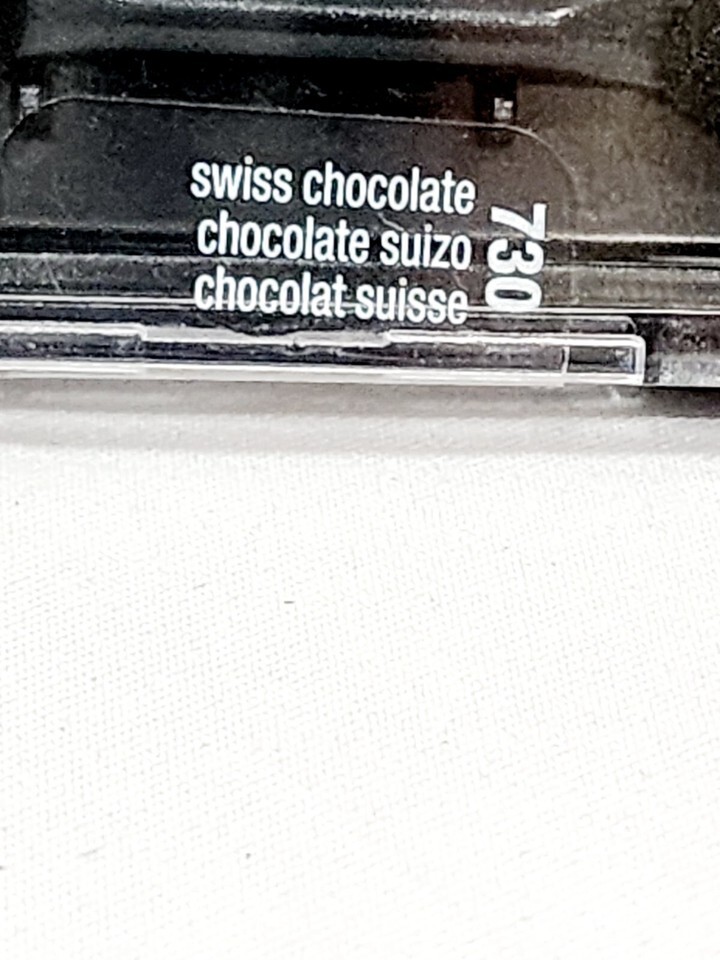 swiss chocolate
chocolate suizo
chocolat suisse
730